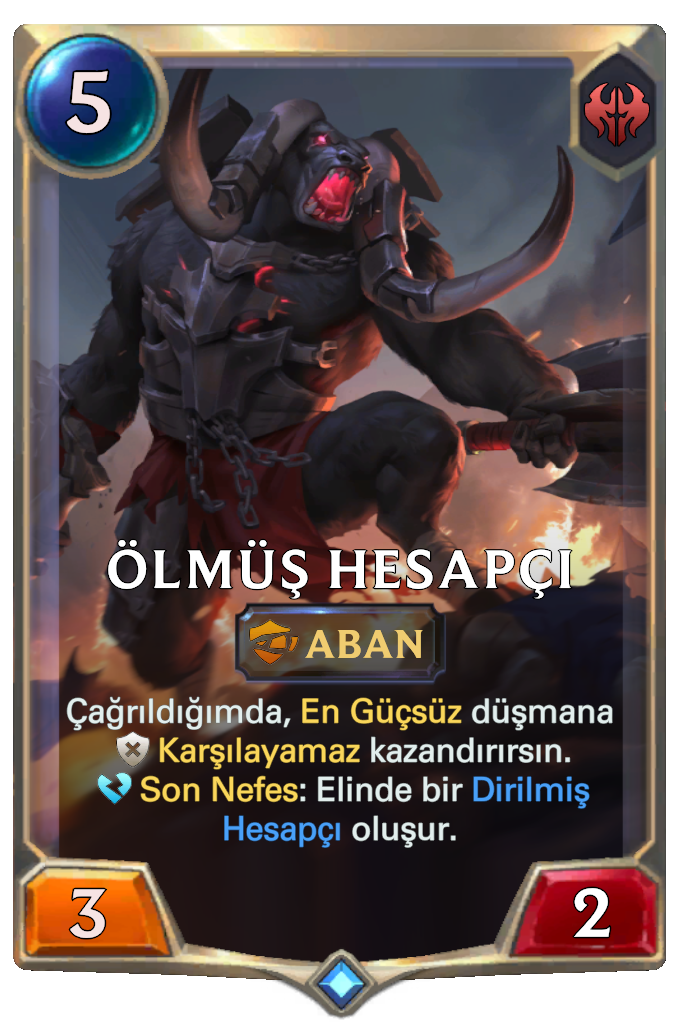 5
ÖLMÜŞ HESAPÇI
ABAN
Çağrıldığımda, En Güçsüz düşmana
Karşılayamaz kazandırırsın.
Son Nefes: Elinde bir Dirilmiş
Hesapçı oluşur.
3
2